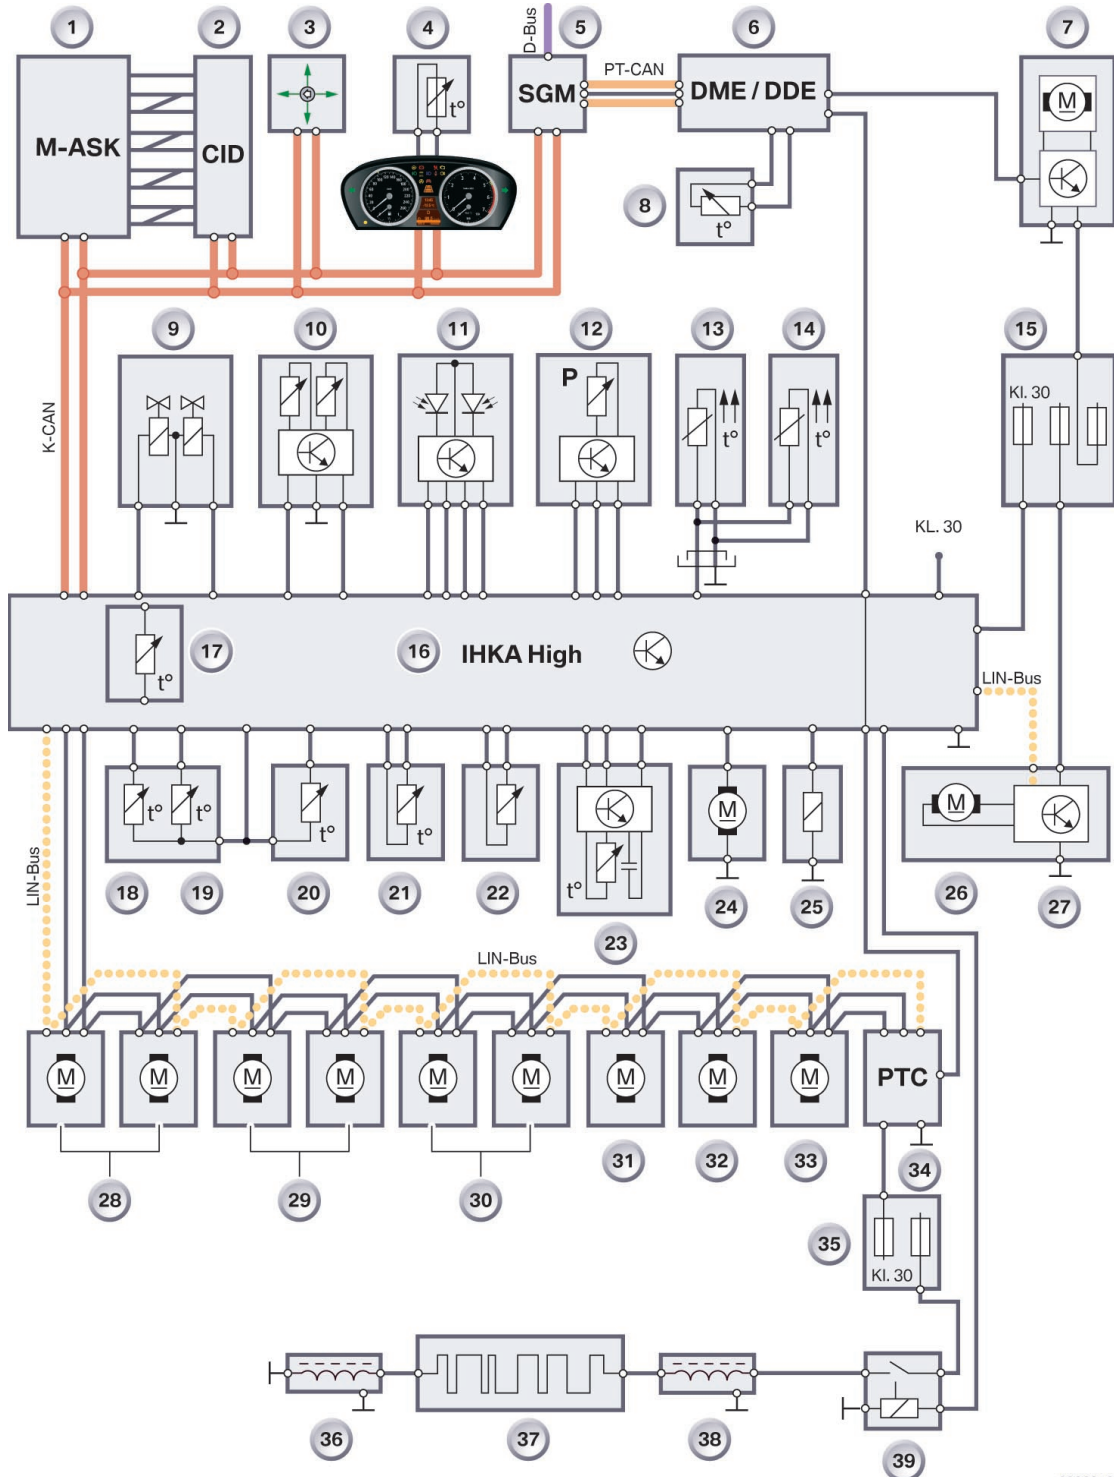 1
2
3
4
5
6
7
D-Bus
PT-CAN
M-ASK
CID
t°
SGM
DME / DDE
M
8
t°
9
10
11
12
13
14
15
K-CAN
P
t°
t°
Kl. 30
KL. 30
17
t°
16
IHKA High
LIN-Bus
LIN-Bus
t°
t°
t°
t°
t°
M
M
18
19
20
21
22
23
24
25
26
27
LIN-Bus
M
M
M
M
M
M
M
M
M
PTC
28
29
30
31
32
33
34
35
Kl. 30
36
37
38
39